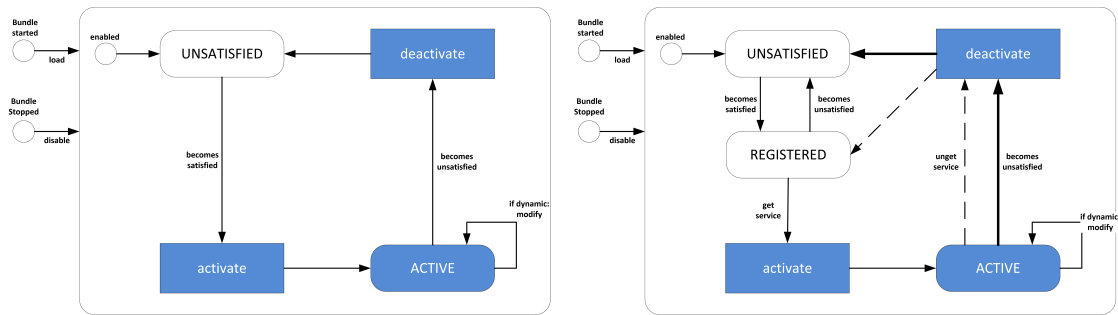 Bundle
started
load
Bundle
Stopped
disable
enabled
UNSATISFIED
deactivate
becomes
satisfied
becomes
unsatisfied
if dynamic:
modify
activate
ACTIVE
Bundle
started
load
Bundle
Stopped
disable
enabled
UNSATISFIED
deactivate
becomes
satisfied
becomes
unsatisfied
REGISTERED
unget
service
becomes
unsatisfied
get
service
if dynamic
modify
activate
ACTIVE